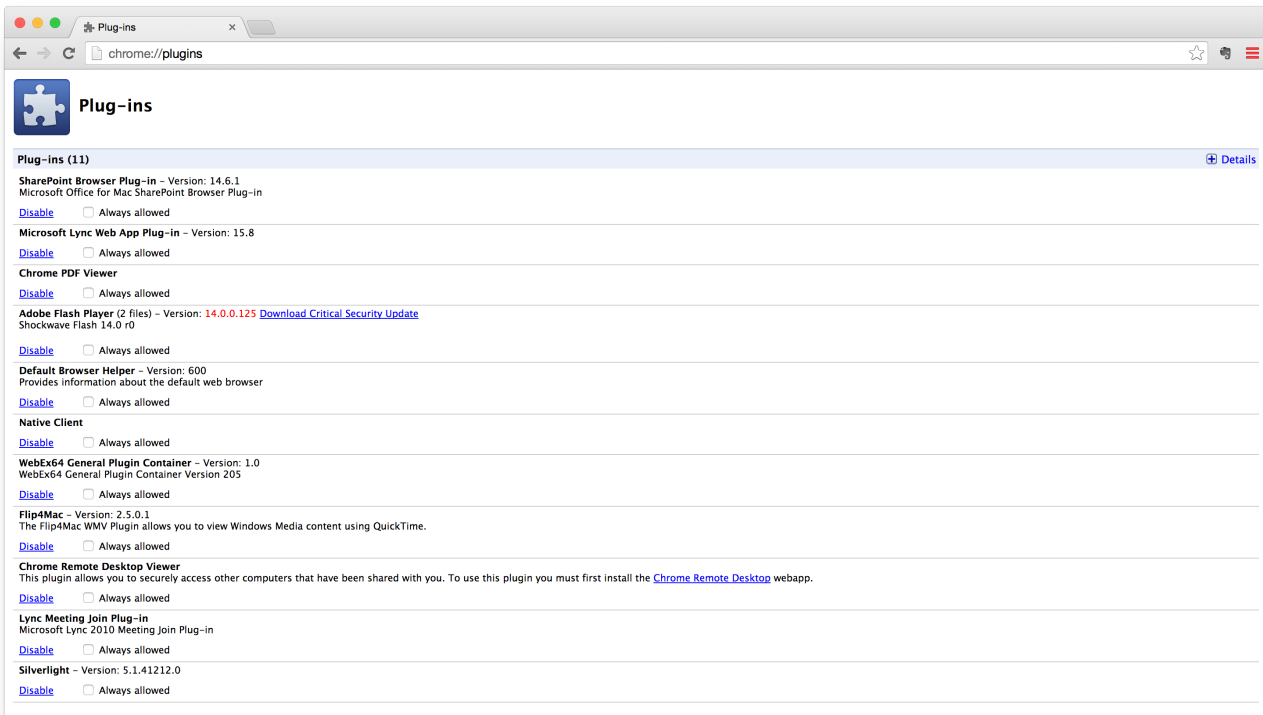 Plug-ins
chrome://plugins
Plug-ins
Plug-ins (11)
Details
SharePoint Browser Plug-in - Version: 14.6.1
Microsoft Office for Mac SharePoint Browser Plug-in
Disable Always allowed
Microsoft Lync Web App Plug-in - Version: 15.8
Disable Always allowed
Chrome PDF Viewer
Disable Always allowed
Adobe Flash Player (2 files) - Version: 14.0.0.125 Download Critical Security Update
Shockwave Flash 14.0 r0
Disable Always allowed
Default Browser Helper - Version: 600
Provides information about the default web browser
Disable Always allowed
Native Client
Disable Always allowed
WebEx64 General Plugin Container - Version: 1.0
WebEx64 General Plugin Container Version 205
Disable Always allowed
Flip4Mac - Version: 2.5.0.1
The Flip4Mac WMV Plugin allows you to view Windows Media content using QuickTime.
Disable Always allowed
Chrome Remote Desktop Viewer
This plugin allows you to securely access other computers that have been shared with you. To use this plugin you must first install the Chrome Remote Desktop webapp.
Disable Always allowed
Lync Meeting Join Plug-in
Microsoft Lync 2010 Meeting Join Plug-in
Disable Always allowed
Silverlight - Version: 5.1.41212.0
Disable Always allowed